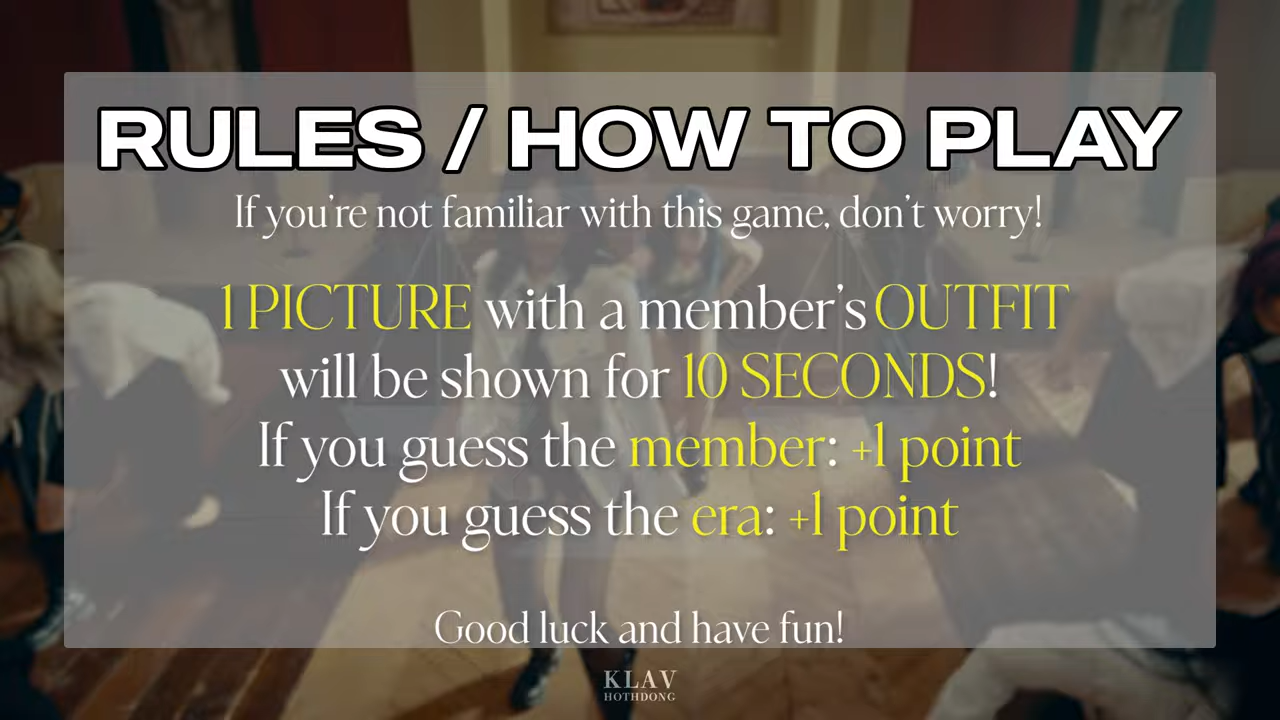 RULES / HOW TO PLAY
If you're not familiar with this game, don't worry!
1 PICTURE with a member's OUTFIT
will be shown for 10 SECONDS!
If you guess the member: +1 point
If you guess the era: +1 point
Good luck and have fun!
KLAV
HOTHDONG